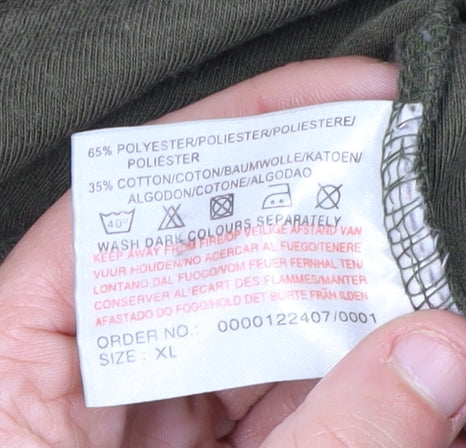 65% POLYESTER/POLIESTER/POLIESTERE/
POLIÉSTER
35% COTTON/COTON/BAUMWOLLE/KATOEN/
ALGODON/COTONE/ALGODAO
40°
WASH DARK COLOURS SEPARATELY
KEEP AWAY FROM FIRE/OP VEILIGE AFSTAND VAN
VUUR HOUDEN/NO ACERCAR AL FUEGO/TENERE
LONTANO DAL FUOCO/VOM FEUER FERNHALTEN/
CONSERVER AL'ECART DES FLAMMES/MANTER
AFASTADO DO FOGO/HOLD DET BORTE FRÅN ILDEN
ORDER NO.: 0000122407/0001
SIZE : XL